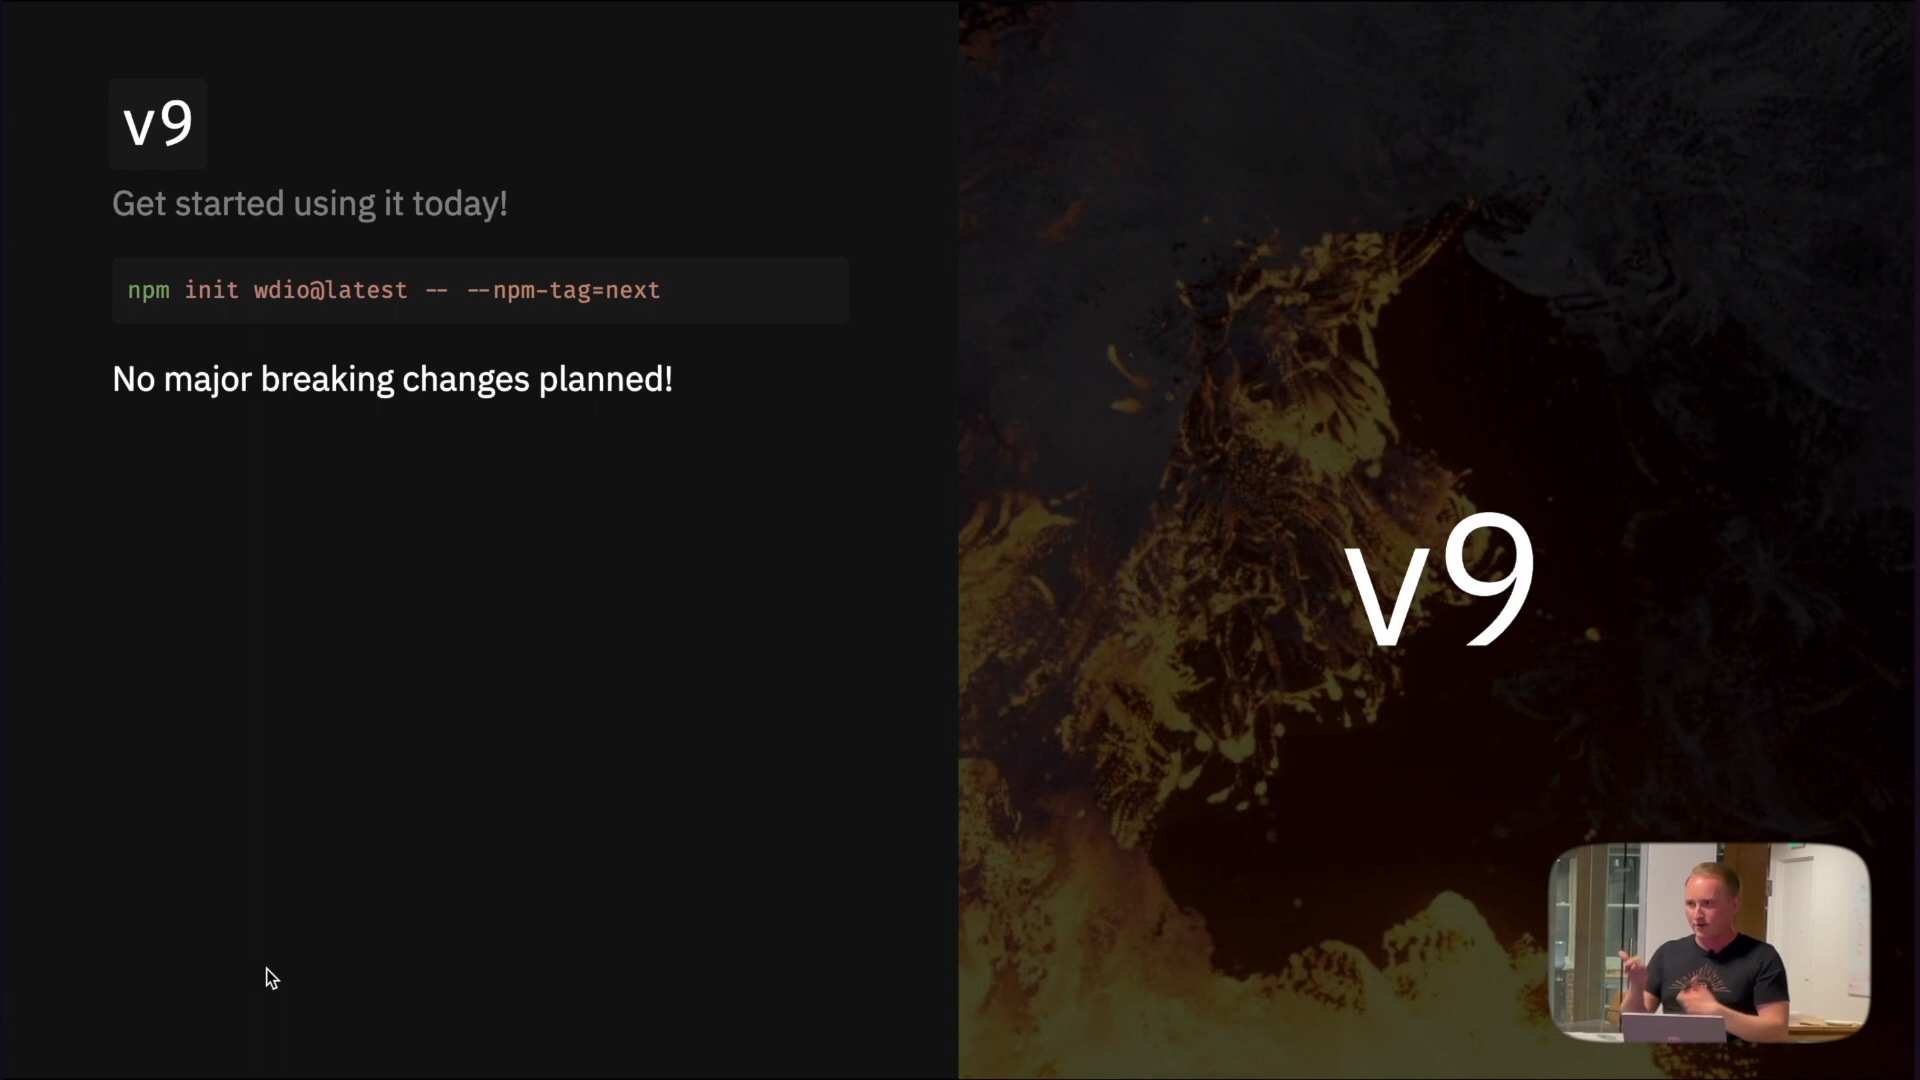 v9
Get started using it today!
npm init wdio@latest -- --npm-tag=next
No major breaking changes planned!
v9